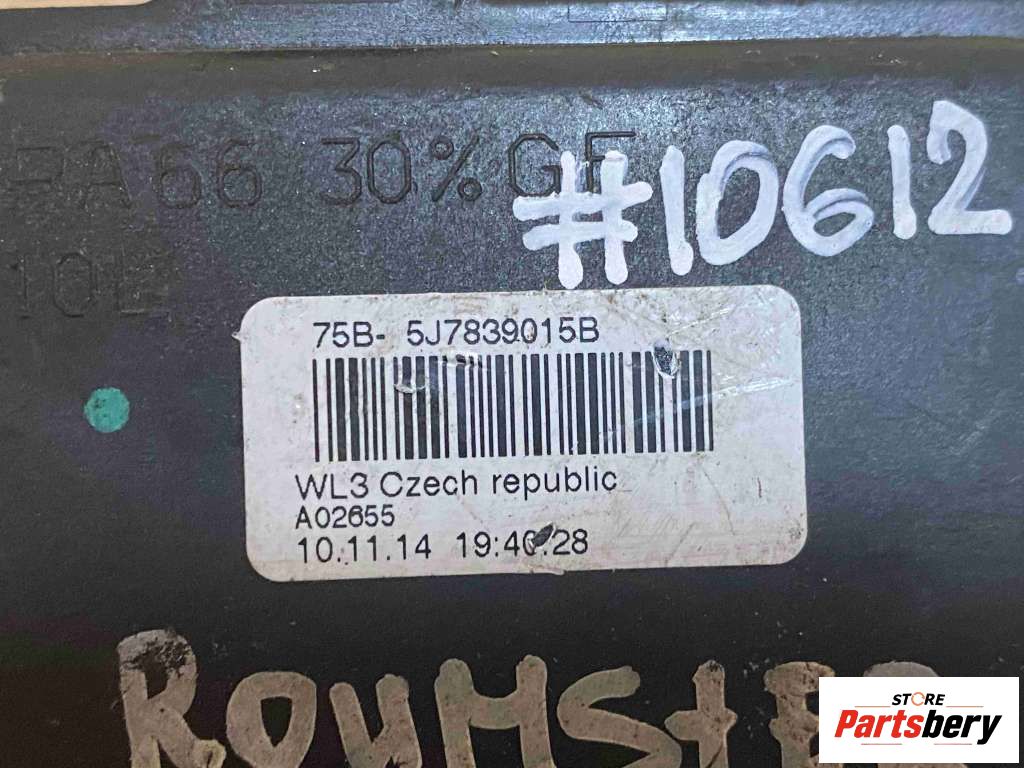 PA66 30%GF
#10612
10L
75B- 5J7839015B
WL3 Czech republic
A02655
10.11.14 19:40:28
ROUMSTER
STORE
Partsbery